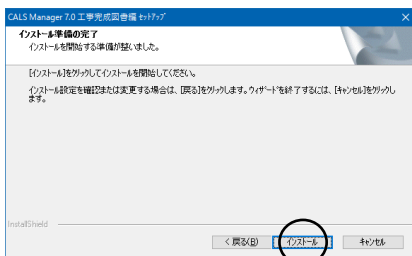 CALS Manager 7.0 工事完成図書編 セットアップ
インストール準備の完了
インストールを開始する準備が整いました。
[インストール]をクリックしてインストールを開始してください。
インストール設定を確認または変更する場合は、[戻る]をクリックします。ウィザードを終了するには、[キャンセル]をクリックし
ます。
InstallShield
< 戻る(B)
インストール
キャンセル